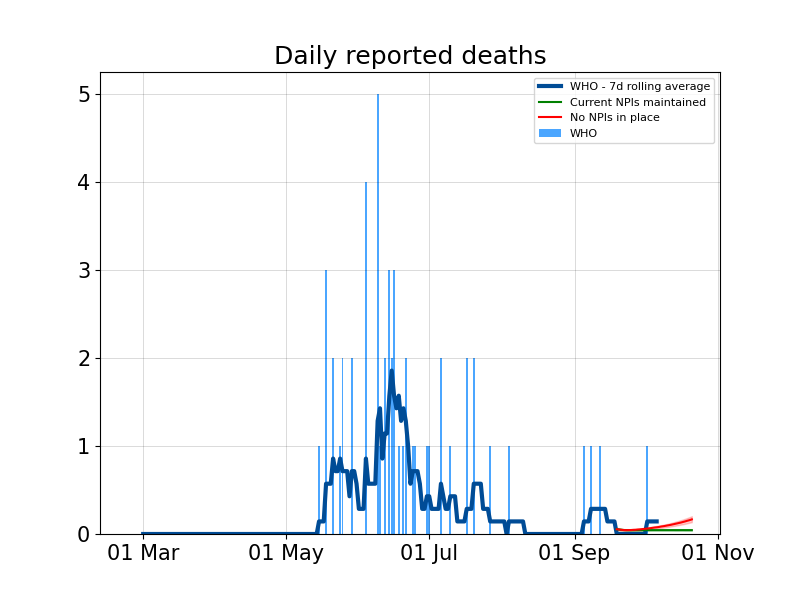 Daily reported deaths
WHO - 7d rolling average
Current NPIs maintained
No NPIs in place
WHO
5
4
3
2
1
0
01 Mar 01 May 01 Jul 01 Sep 01 Nov